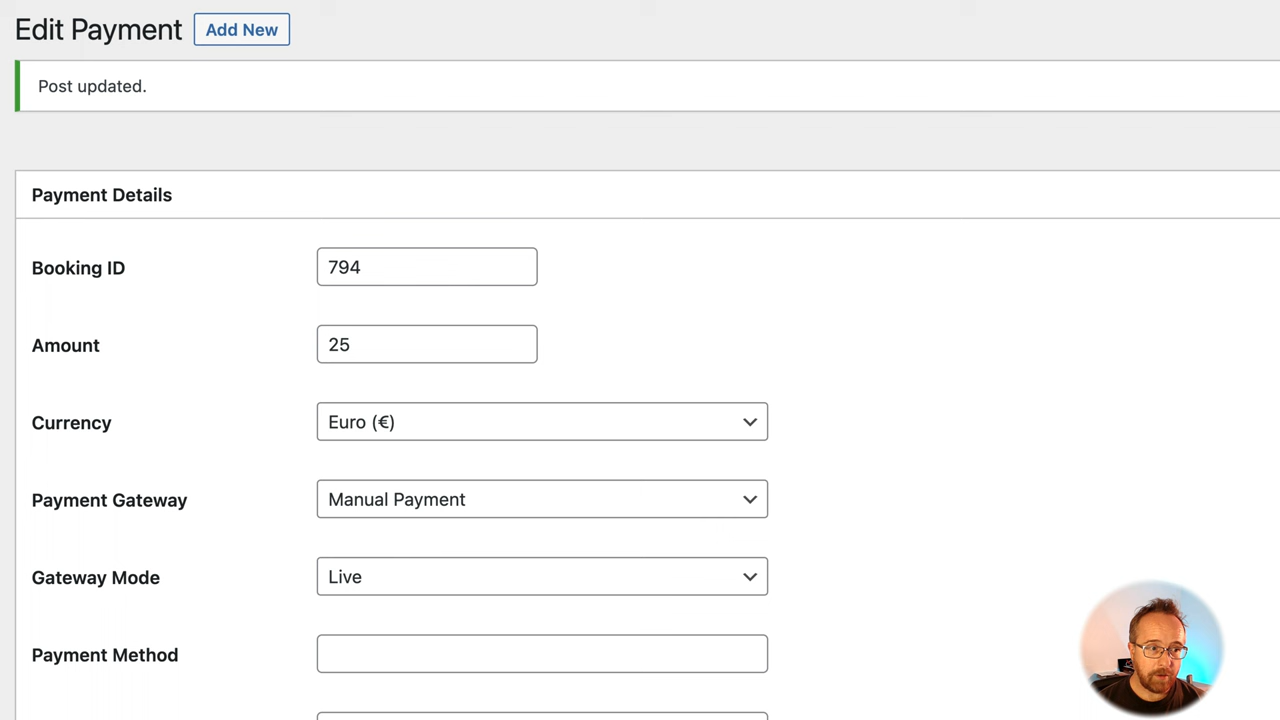 Edit Payment Add New
Post updated.
Payment Details
Booking ID 794
Amount 25
Currency Euro (€)
Payment Gateway Manual Payment
Gateway Mode Live
Payment Method